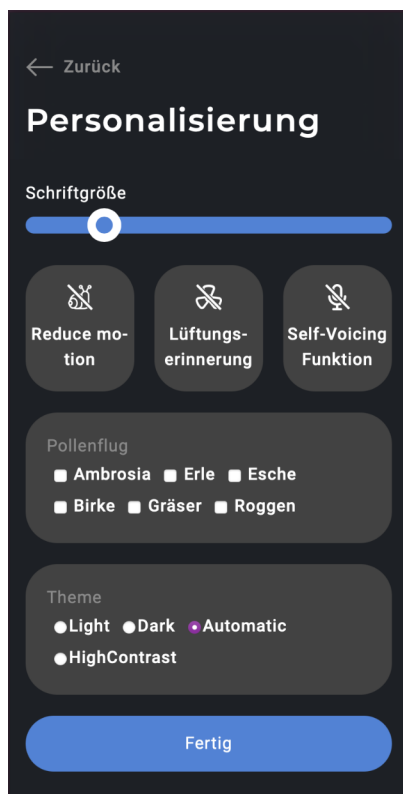 Zurück
Personalisierung
Schriftgröße
Reduce mo-
tion
Lüftungs-
erinnerung
Self-Voicing
Funktion
Pollenflug
Ambrosia Erle Esche
Birke Gräser Roggen
Theme
Light Dark Automatic
HighContrast
Fertig